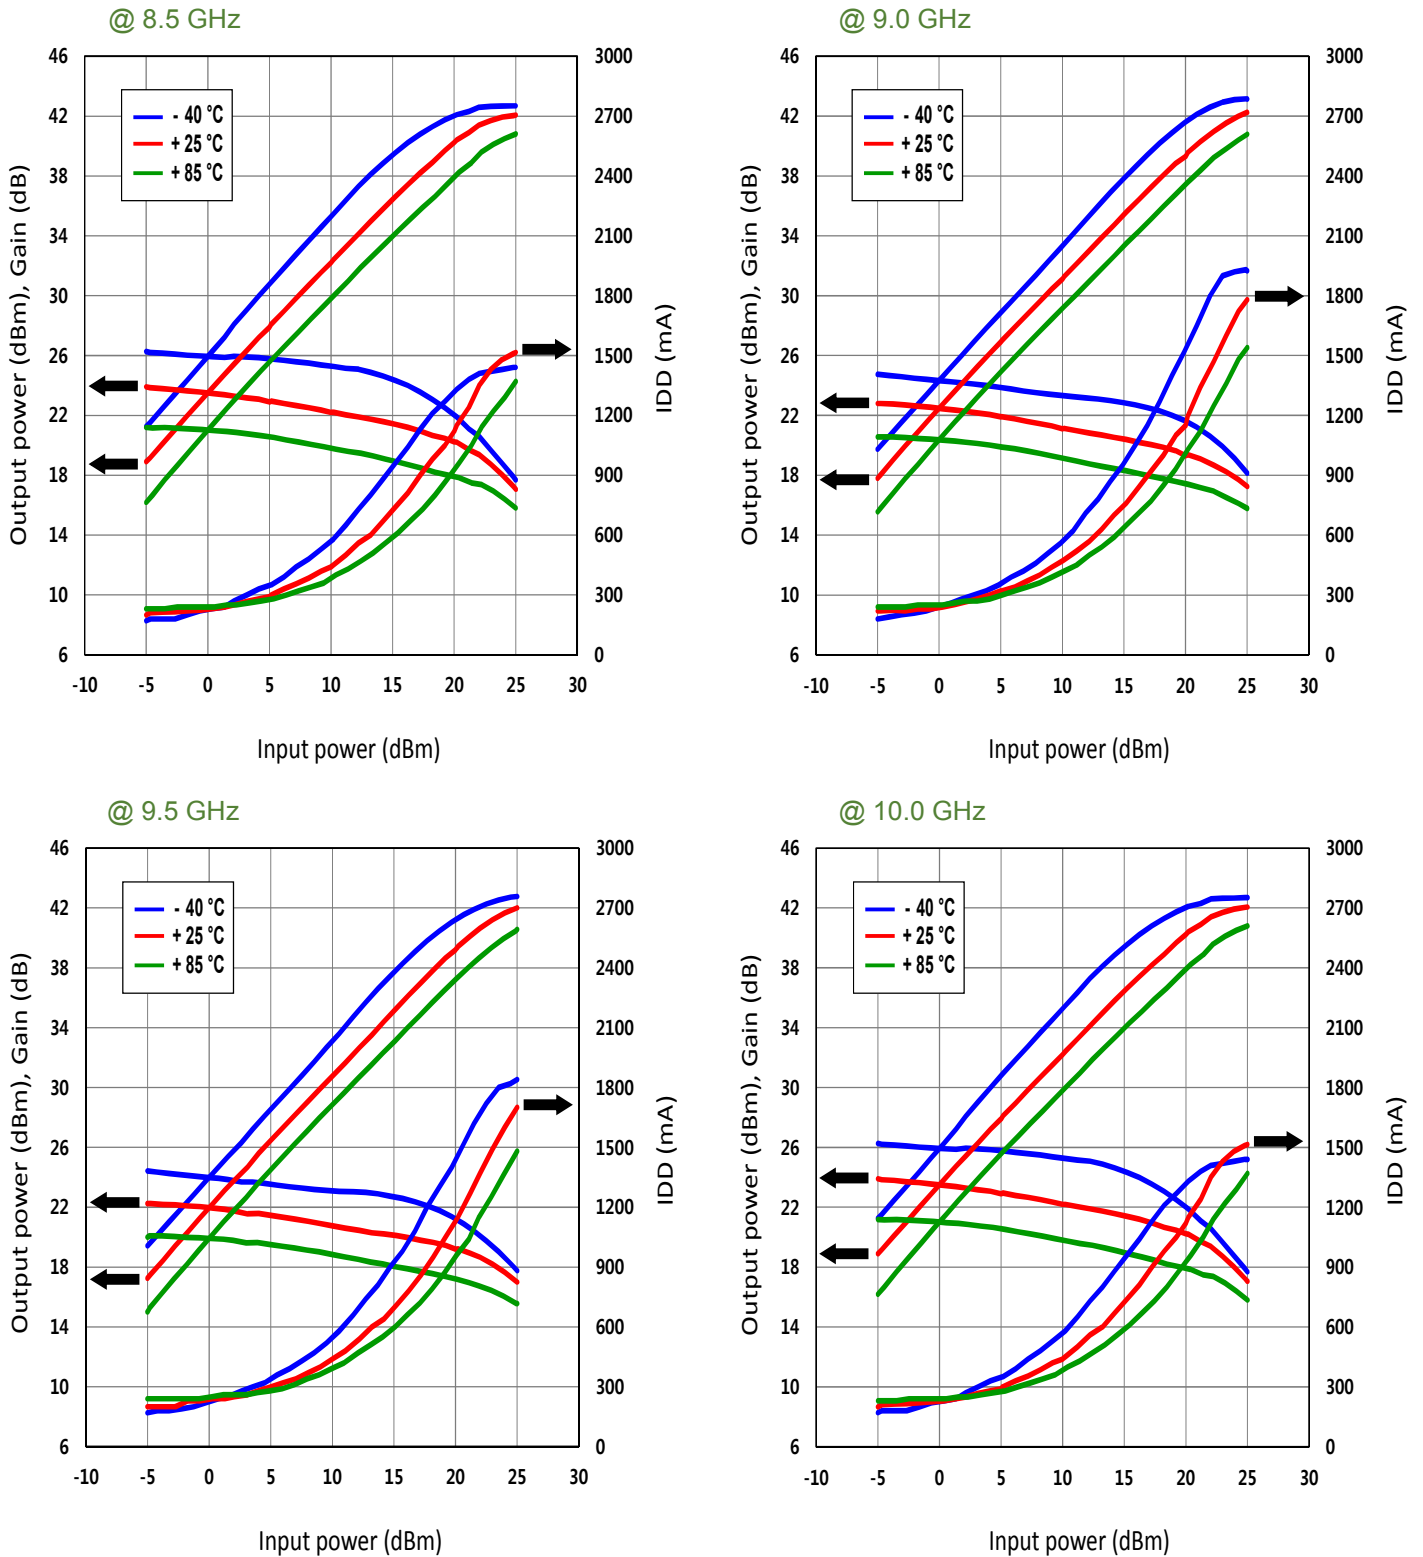 @ 8.5 GHz
46
42
38
34
30
26
22
18
14
10
6
3000
2700
2400
2100
1800
1500
1200
900
600
300
0
-10 -5 0 5 10 15 20 25 30
- 40 °C
+ 25 °C
+ 85 °C
Output power (dBm), Gain (dB)
IDD (mA)
Input power (dBm)
@ 9.0 GHz
46
42
38
34
30
26
22
18
14
10
6
3000
2700
2400
2100
1800
1500
1200
900
600
300
0
-10 -5 0 5 10 15 20 25 30
- 40 °C
+ 25 °C
+ 85 °C
Output power (dBm), Gain (dB)
IDD (mA)
Input power (dBm)
@ 9.5 GHz
46
42
38
34
30
26
22
18
14
10
6
3000
2700
2400
2100
1800
1500
1200
900
600
300
0
-10 -5 0 5 10 15 20 25 30
- 40 °C
+ 25 °C
+ 85 °C
Output power (dBm), Gain (dB)
IDD (mA)
Input power (dBm)
@ 10.0 GHz
46
42
38
34
30
26
22
18
14
10
6
3000
2700
2400
2100
1800
1500
1200
900
600
300
0
-10 -5 0 5 10 15 20 25 30
- 40 °C
+ 25 °C
+ 85 °C
Output power (dBm), Gain (dB)
IDD (mA)
Input power (dBm)